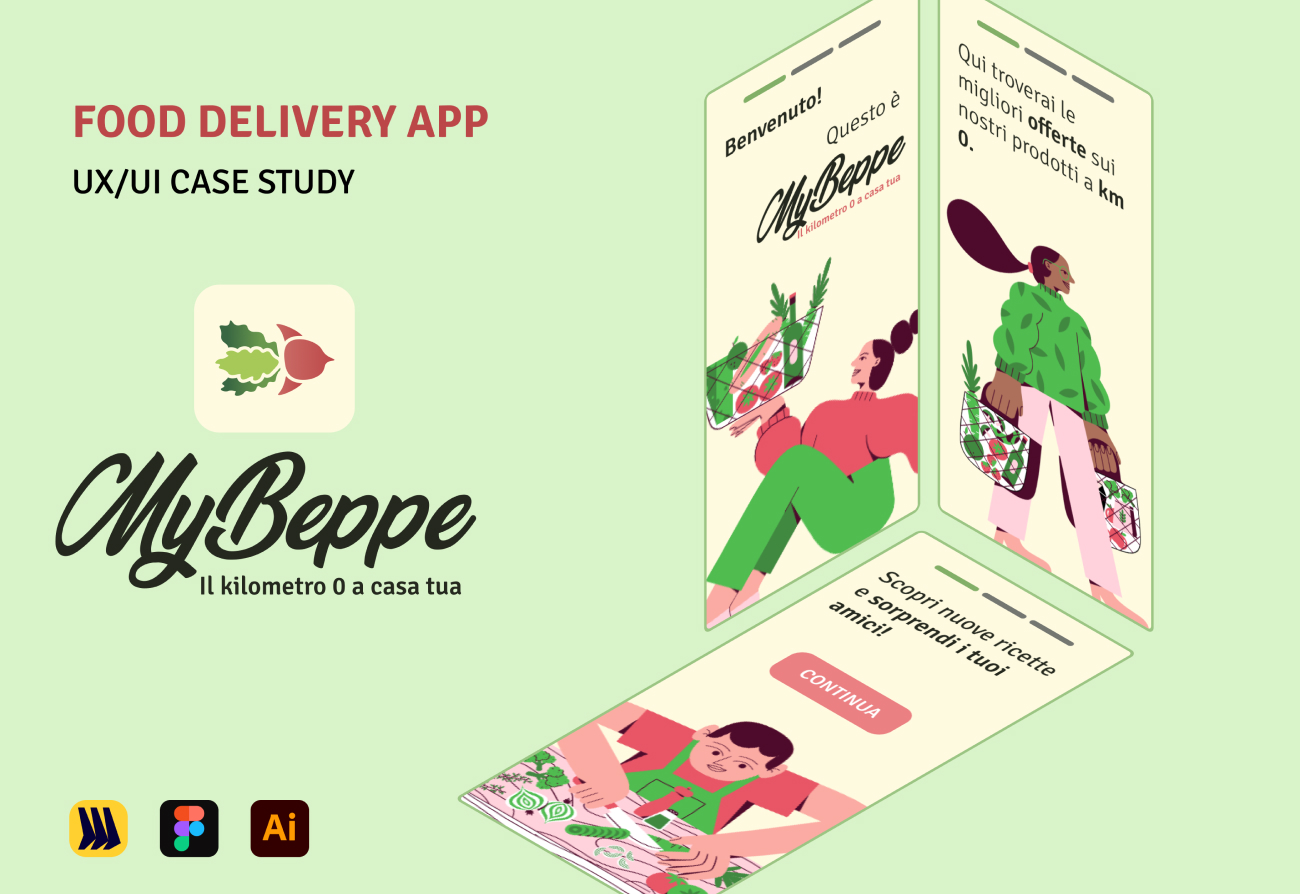 FOOD DELIVERY APP
UX/UI CASE STUDY
MyBeppe
Il kilometro 0 a casa tua
Ai
Benvenuto!
Questo è
MyBeppe
Il kilometro 0 a casa tua
Qui troverai le
migliori offerte sui
nostri prodotti a km
0.
Scopri nuove ricette
e sorprendi i tuoi
amici!
CONTINUA